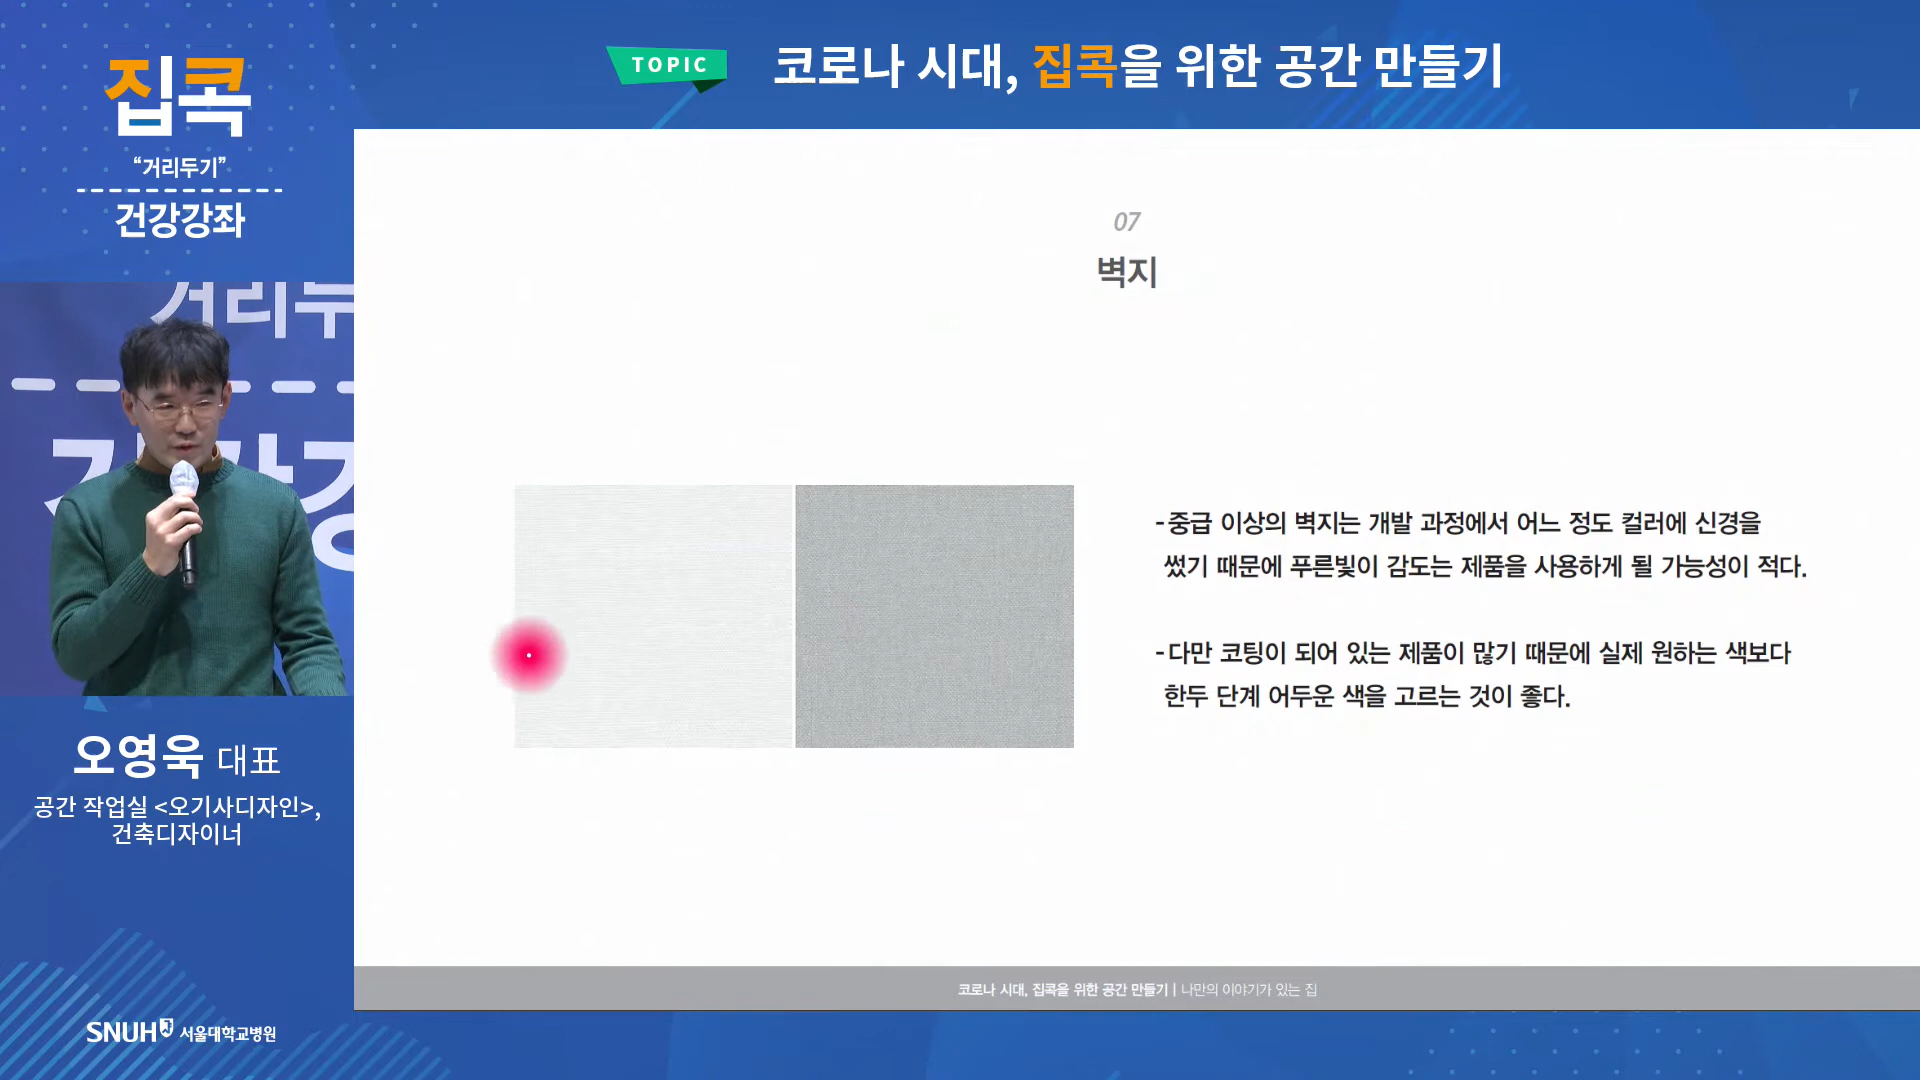 집콕
“거리두기”
건강강좌
TOPIC
코로나 시대, 집콕을 위한 공간 만들기
07
벽지
거리두
건강강
- 중급 이상의 벽지는 개발 과정에서 어느 정도 컬러에 신경을
썼기 때문에 푸른빛이 감도는 제품을 사용하게 될 가능성이 적다.
- 다만 코팅이 되어 있는 제품이 많기 때문에 실제 원하는 색보다
한두 단계 어두운 색을 고르는 것이 좋다.
오영욱 대표
공간 작업실 <오기사디자인>,
건축디자이너
코로나 시대, 집콕을 위한 공간 만들기 | 나만의 이야기가 있는 집
SNUH 서울대학교병원